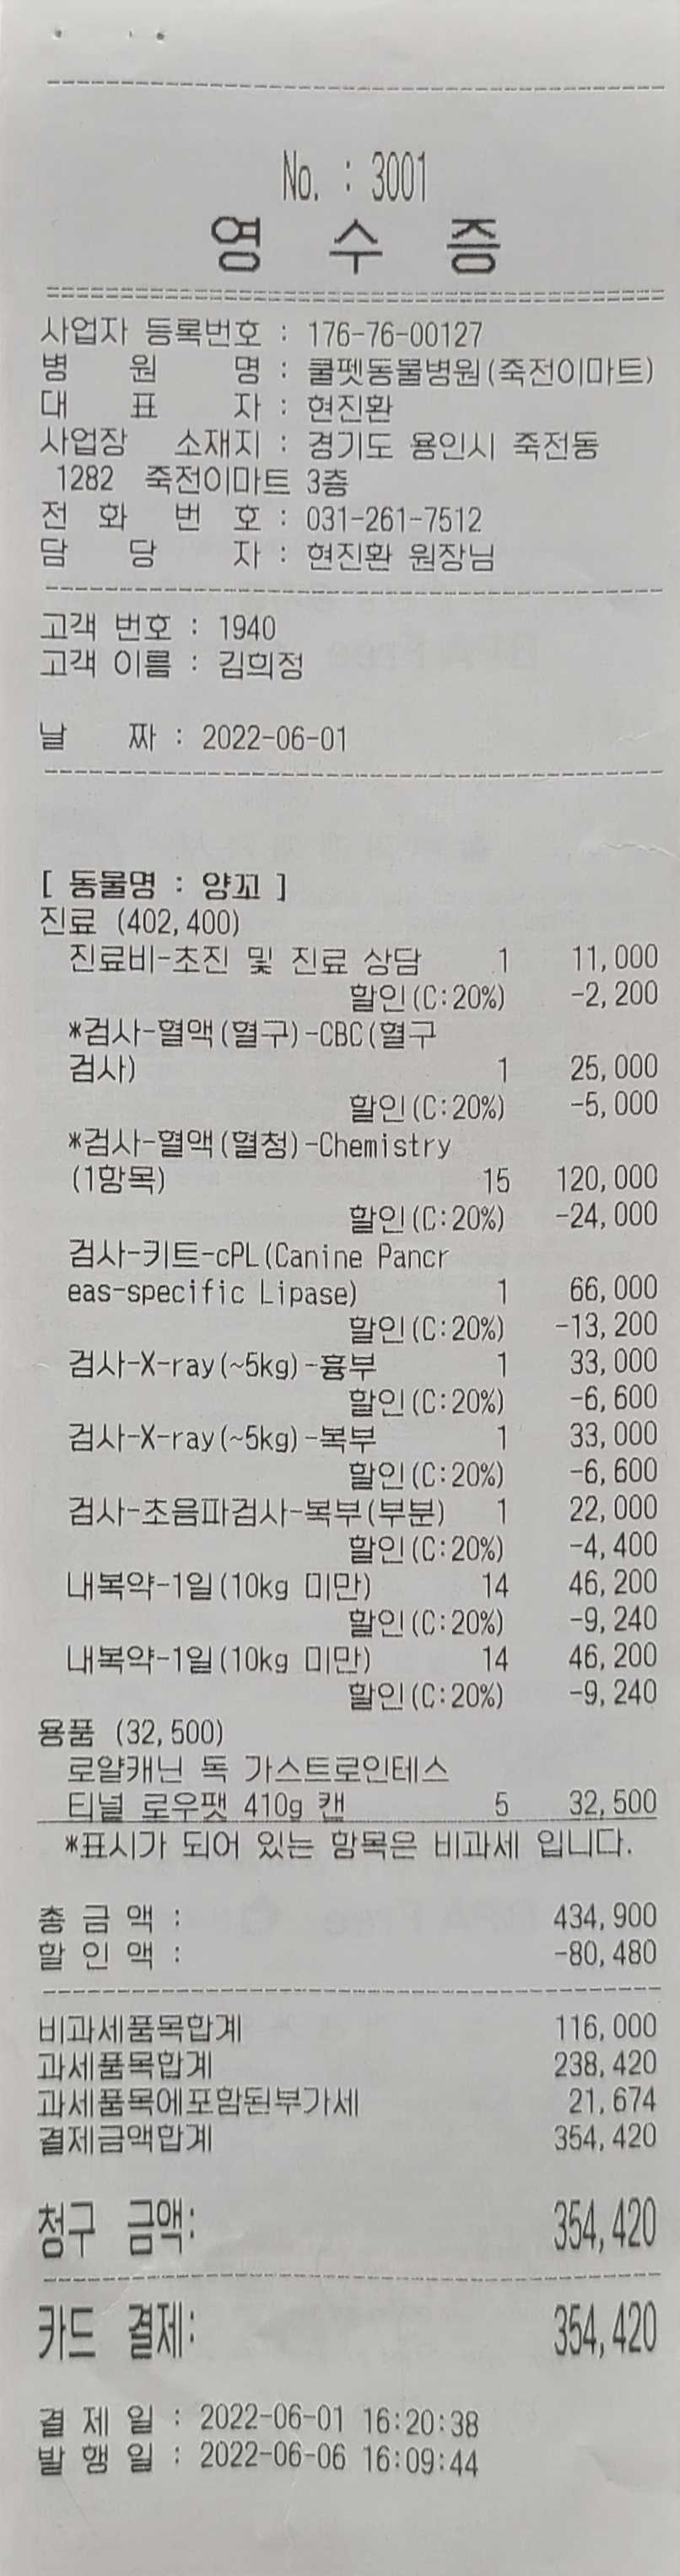 No. : 3001
영 수 증
사업자 등록번호 : 176-76-00127
병 원 명 : 쿨펫동물병원(죽전이마트)
대 표 자 : 현진환
사업장 소재지 : 경기도 용인시 죽전동
1282 죽전이마트 3층
전 화 번 호 : 031-261-7512
담 당 자 : 현진환 원장님
고객 번호 : 1940
고객 이름 : 김희정
날 짜 : 2022-06-01
[ 동물명 : 양꼬 ]
진료 (402,400)
진료비-초진 및 진료 상담 1 11,000
할인(C:20%) -2,200
*검사-혈액(혈구)-CBC(혈구
검사) 1 25,000
할인(C:20%) -5,000
*검사-혈액(혈청)-Chemistry
(1항목) 15 120,000
할인(C:20%) -24,000
검사-키트-cPL(Canine Pancr
eas-specific Lipase) 1 66,000
할인(C:20%) -13,200
검사-X-ray(~5kg)-흉부 1 33,000
할인(C:20%) -6,600
검사-X-ray(~5kg)-복부 1 33,000
할인(C:20%) -6,600
검사-초음파검사-복부(부분) 1 22,000
할인(C:20%) -4,400
내복약-1일(10kg 미만) 14 46,200
할인(C:20%) -9,240
내복약-1일(10kg 미만) 14 46,200
할인(C:20%) -9,240
용품 (32,500)
로얄캐닌 독 가스트로인테스
티널 로우팻 410g 캔 5 32,500
*표시가 되어 있는 항목은 비과세 입니다.
총 금 액 : 434,900
할 인 액 : -80,480
비과세품목합계 116,000
과세품목합계 238,420
과세품목에포함된부가세 21,674
결제금액합계 354,420
청구 금액: 354,420
카드 결제: 354,420
결 제 일 : 2022-06-01 16:20:38
발 행 일 : 2022-06-06 16:09:44